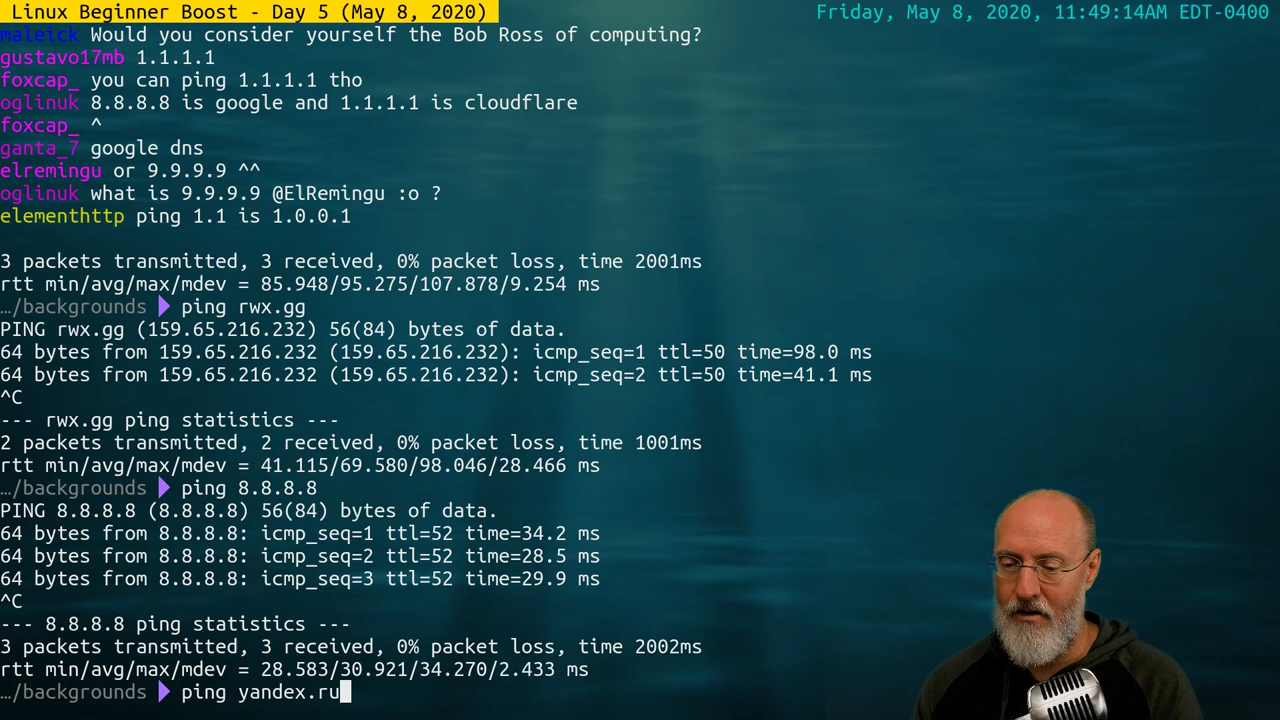 Linux Beginner Boost - Day 5 (May 8, 2020)
Friday, May 8, 2020, 11:49:14AM EDT-0400
maleick Would you consider yourself the Bob Ross of computing?
gustavo17mb 1.1.1.1
foxcap_ you can ping 1.1.1.1 tho
oglinuk 8.8.8.8 is google and 1.1.1.1 is cloudflare
foxcap_ ^
ganta_7 google dns
elremingu or 9.9.9.9 ^^
oglinuk what is 9.9.9.9 @ElRemingu :o ?
elementhttp ping 1.1 is 1.0.0.1
3 packets transmitted, 3 received, 0% packet loss, time 2001ms
rtt min/avg/max/mdev = 85.948/95.275/107.878/9.254 ms
…/backgrounds ping rwx.gg
PING rwx.gg (159.65.216.232) 56(84) bytes of data.
64 bytes from 159.65.216.232 (159.65.216.232): icmp_seq=1 ttl=50 time=98.0 ms
64 bytes from 159.65.216.232 (159.65.216.232): icmp_seq=2 ttl=50 time=41.1 ms
^C
--- rwx.gg ping statistics ---
2 packets transmitted, 2 received, 0% packet loss, time 1001ms
rtt min/avg/max/mdev = 41.115/69.580/98.046/28.466 ms
…/backgrounds ping 8.8.8.8
PING 8.8.8.8 (8.8.8.8) 56(84) bytes of data.
64 bytes from 8.8.8.8: icmp_seq=1 ttl=52 time=34.2 ms
64 bytes from 8.8.8.8: icmp_seq=2 ttl=52 time=28.5 ms
64 bytes from 8.8.8.8: icmp_seq=3 ttl=52 time=29.9 ms
^C
--- 8.8.8.8 ping statistics ---
3 packets transmitted, 3 received, 0% packet loss, time 2002ms
rtt min/avg/max/mdev = 28.583/30.921/34.270/2.433 ms
…/backgrounds ping yandex.ru